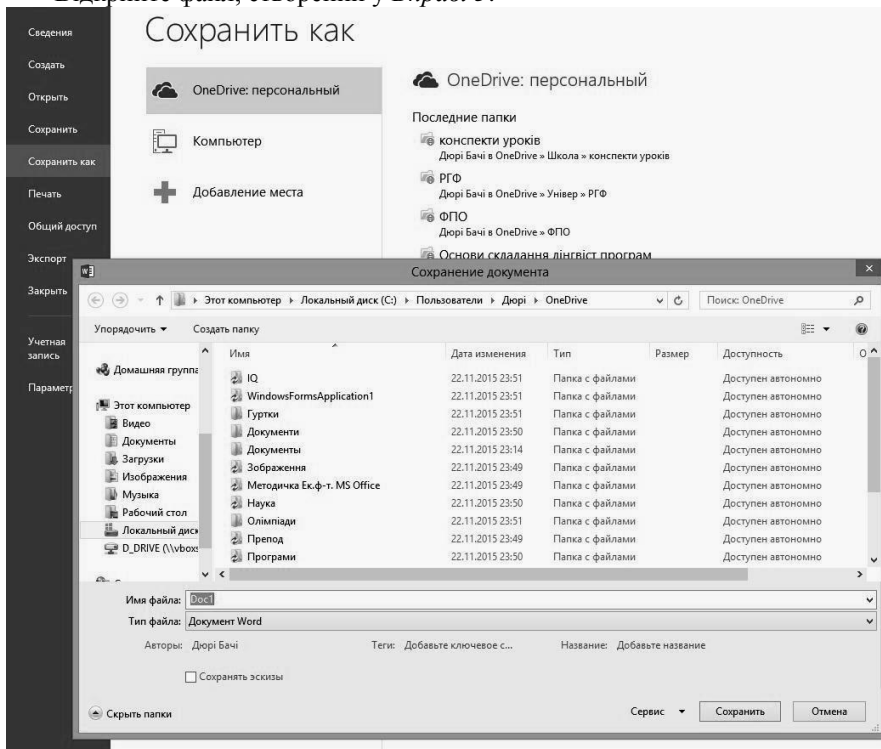 Відкрийте файл, створений у Вправі 3.
Сохранить как
Сведения
Создать
Открыть
Сохранить
Сохранить как
Печать
Общий доступ
Экспорт
Закрыть
Учетная
запись
Параметр
OneDrive: персональный
Компьютер
Добавление места
OneDrive: персональный
Последние папки
конспекти уроків
Дюрі Бачі в OneDrive » Школа » конспекти уроків
РГФ
Дюрі Бачі в OneDrive » Універ » РГФ
ФПО
Дюрі Бачі в OneDrive » ФПО
Основи складання лінгвіст програм
Сохранение документа
Этот компьютер Локальный диск (C:) Пользователи Дюрі OneDrive Поиск: OneDrive
Упорядочить Создать папку
Имя Дата изменения Тип Размер Доступность О
Домашняя группа
Этот компьютер
Видео
Документы
Загрузки
Изображения
Музыка
Рабочий стол
Локальный диск
D_DRIVE (\\vboxs
IQ 22.11.2015 23:51 Папка с файлами Доступен автономно
WindowsFormsApplication1 22.11.2015 23:51 Папка с файлами Доступен автономно
Гуртки 22.11.2015 23:51 Папка с файлами Доступен автономно
Документи 22.11.2015 23:50 Папка с файлами Доступен автономно
Документы 22.11.2015 23:14 Папка с файлами Доступен автономно
Зображення 22.11.2015 23:49 Папка с файлами Доступен автономно
Методичка Ек.ф-т. MS Office 22.11.2015 23:49 Папка с файлами Доступен автономно
Наука 22.11.2015 23:50 Папка с файлами Доступен автономно
Олімпіади 22.11.2015 23:51 Папка с файлами Доступен автономно
Препод 22.11.2015 23:49 Папка с файлами Доступен автономно
Програми 22.11.2015 23:50 Папка с файлами Доступен автономно
Имя файла: Doc1
Тип файла: Документ Word
Авторы: Дюрі Бачі Теги: Добавьте ключевое с... Название: Добавьте название
Сохранять эскизы
Скрыть папки Сервис Сохранить Отмена